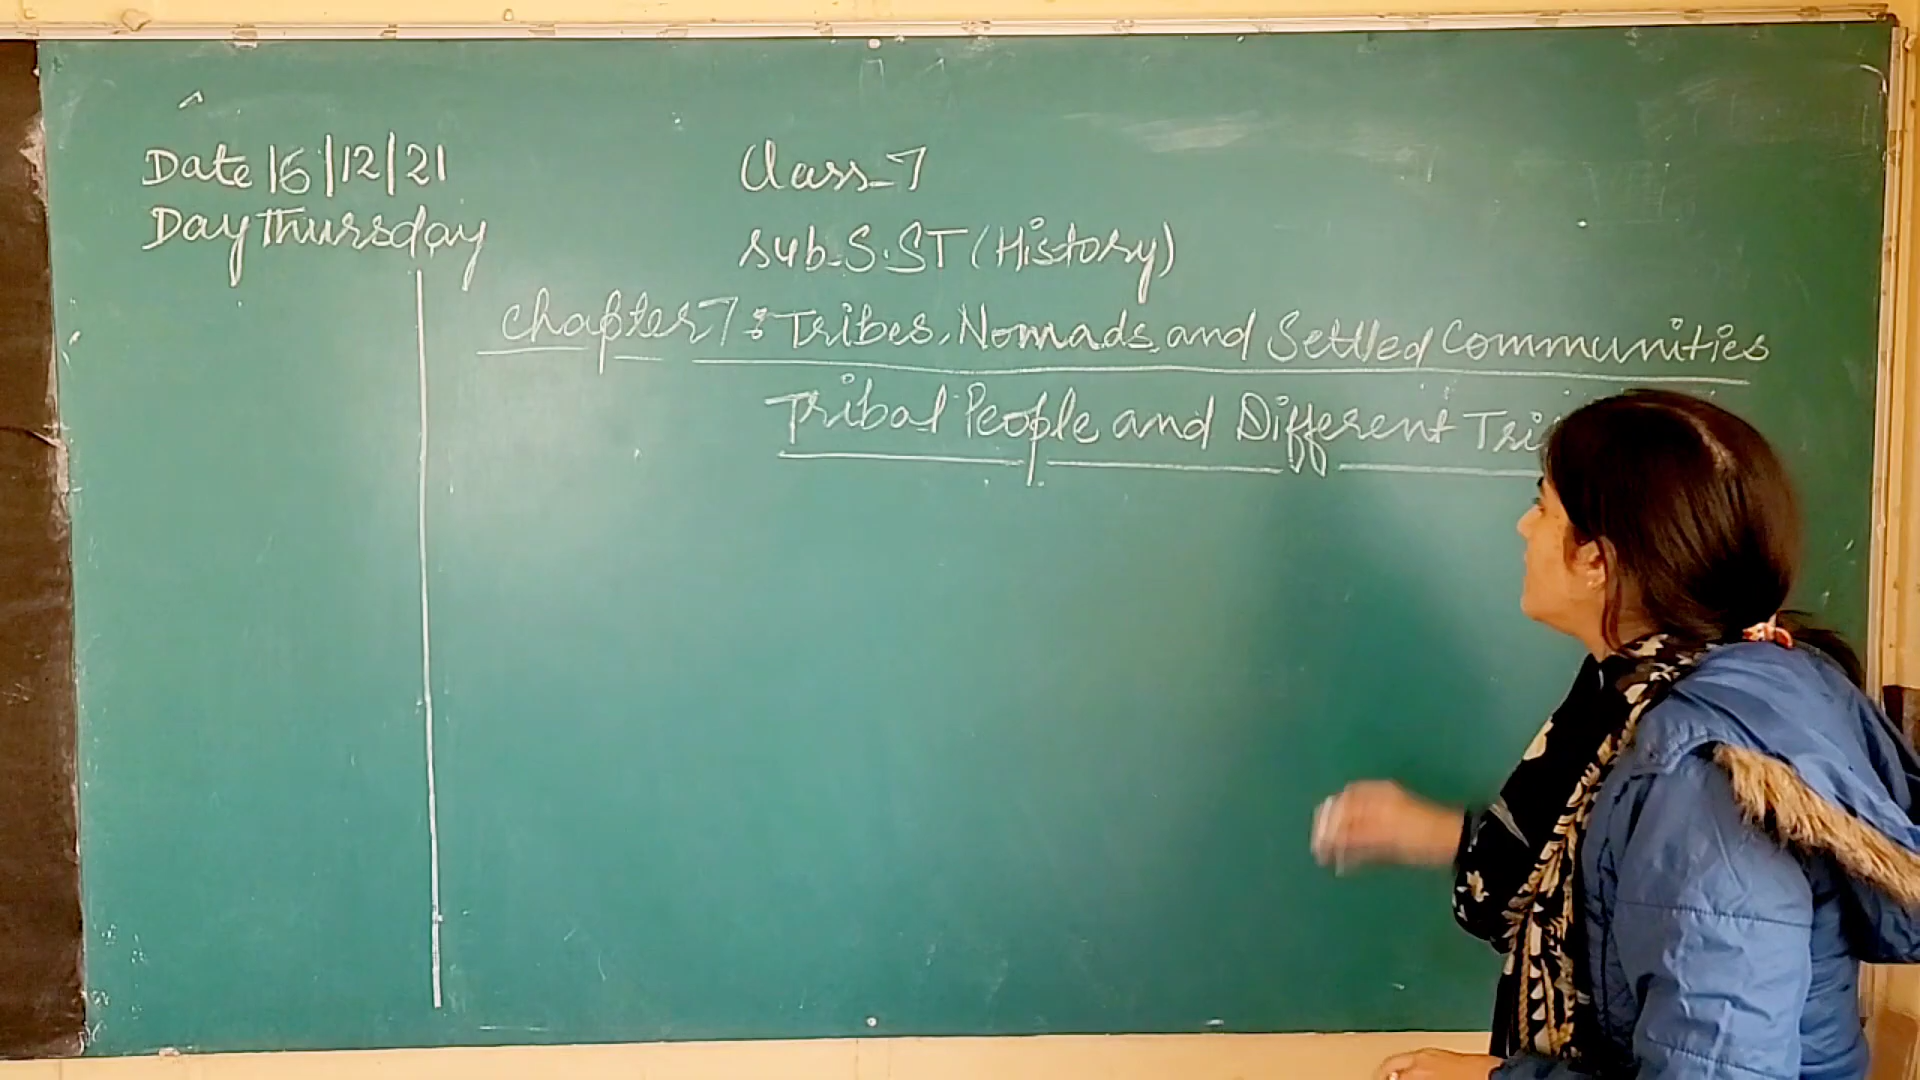 Date 16/12/21
Day Thursday
Class-7
Sub-S.ST (History)
Chapter 7: Tribes, Nomads and Settled Communities
Tribal People and Different